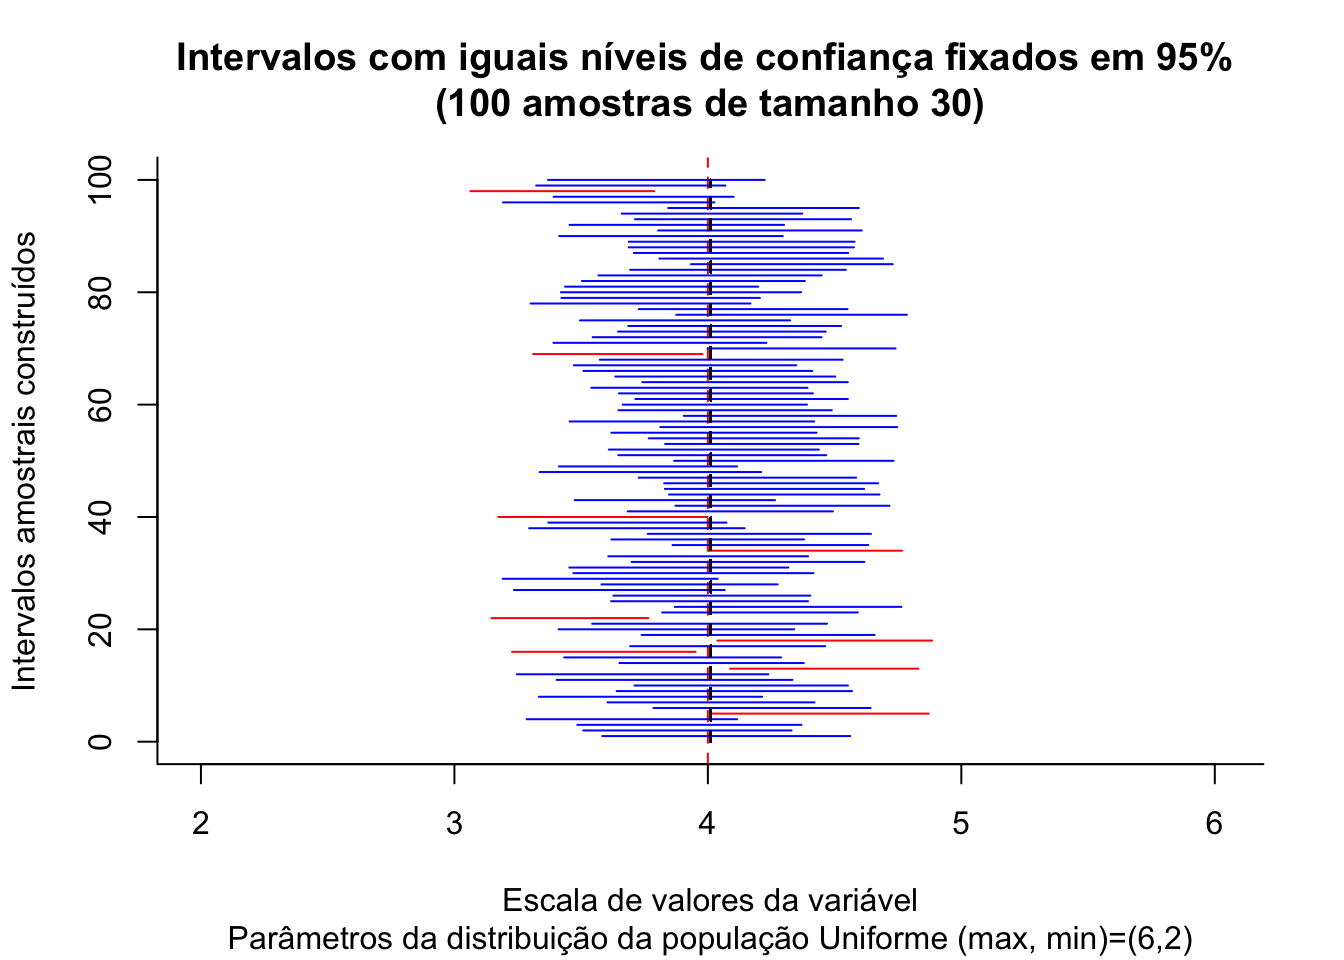 Intervalos com iguais níveis de confiança fixados em 95%
(100 amostras de tamanho 30)
Intervalos amostrais construídos
100
80
60
40
20
0
2 3 4 5 6
Escala de valores da variável
Parâmetros da distribuição da população Uniforme (max, min)=(6,2)